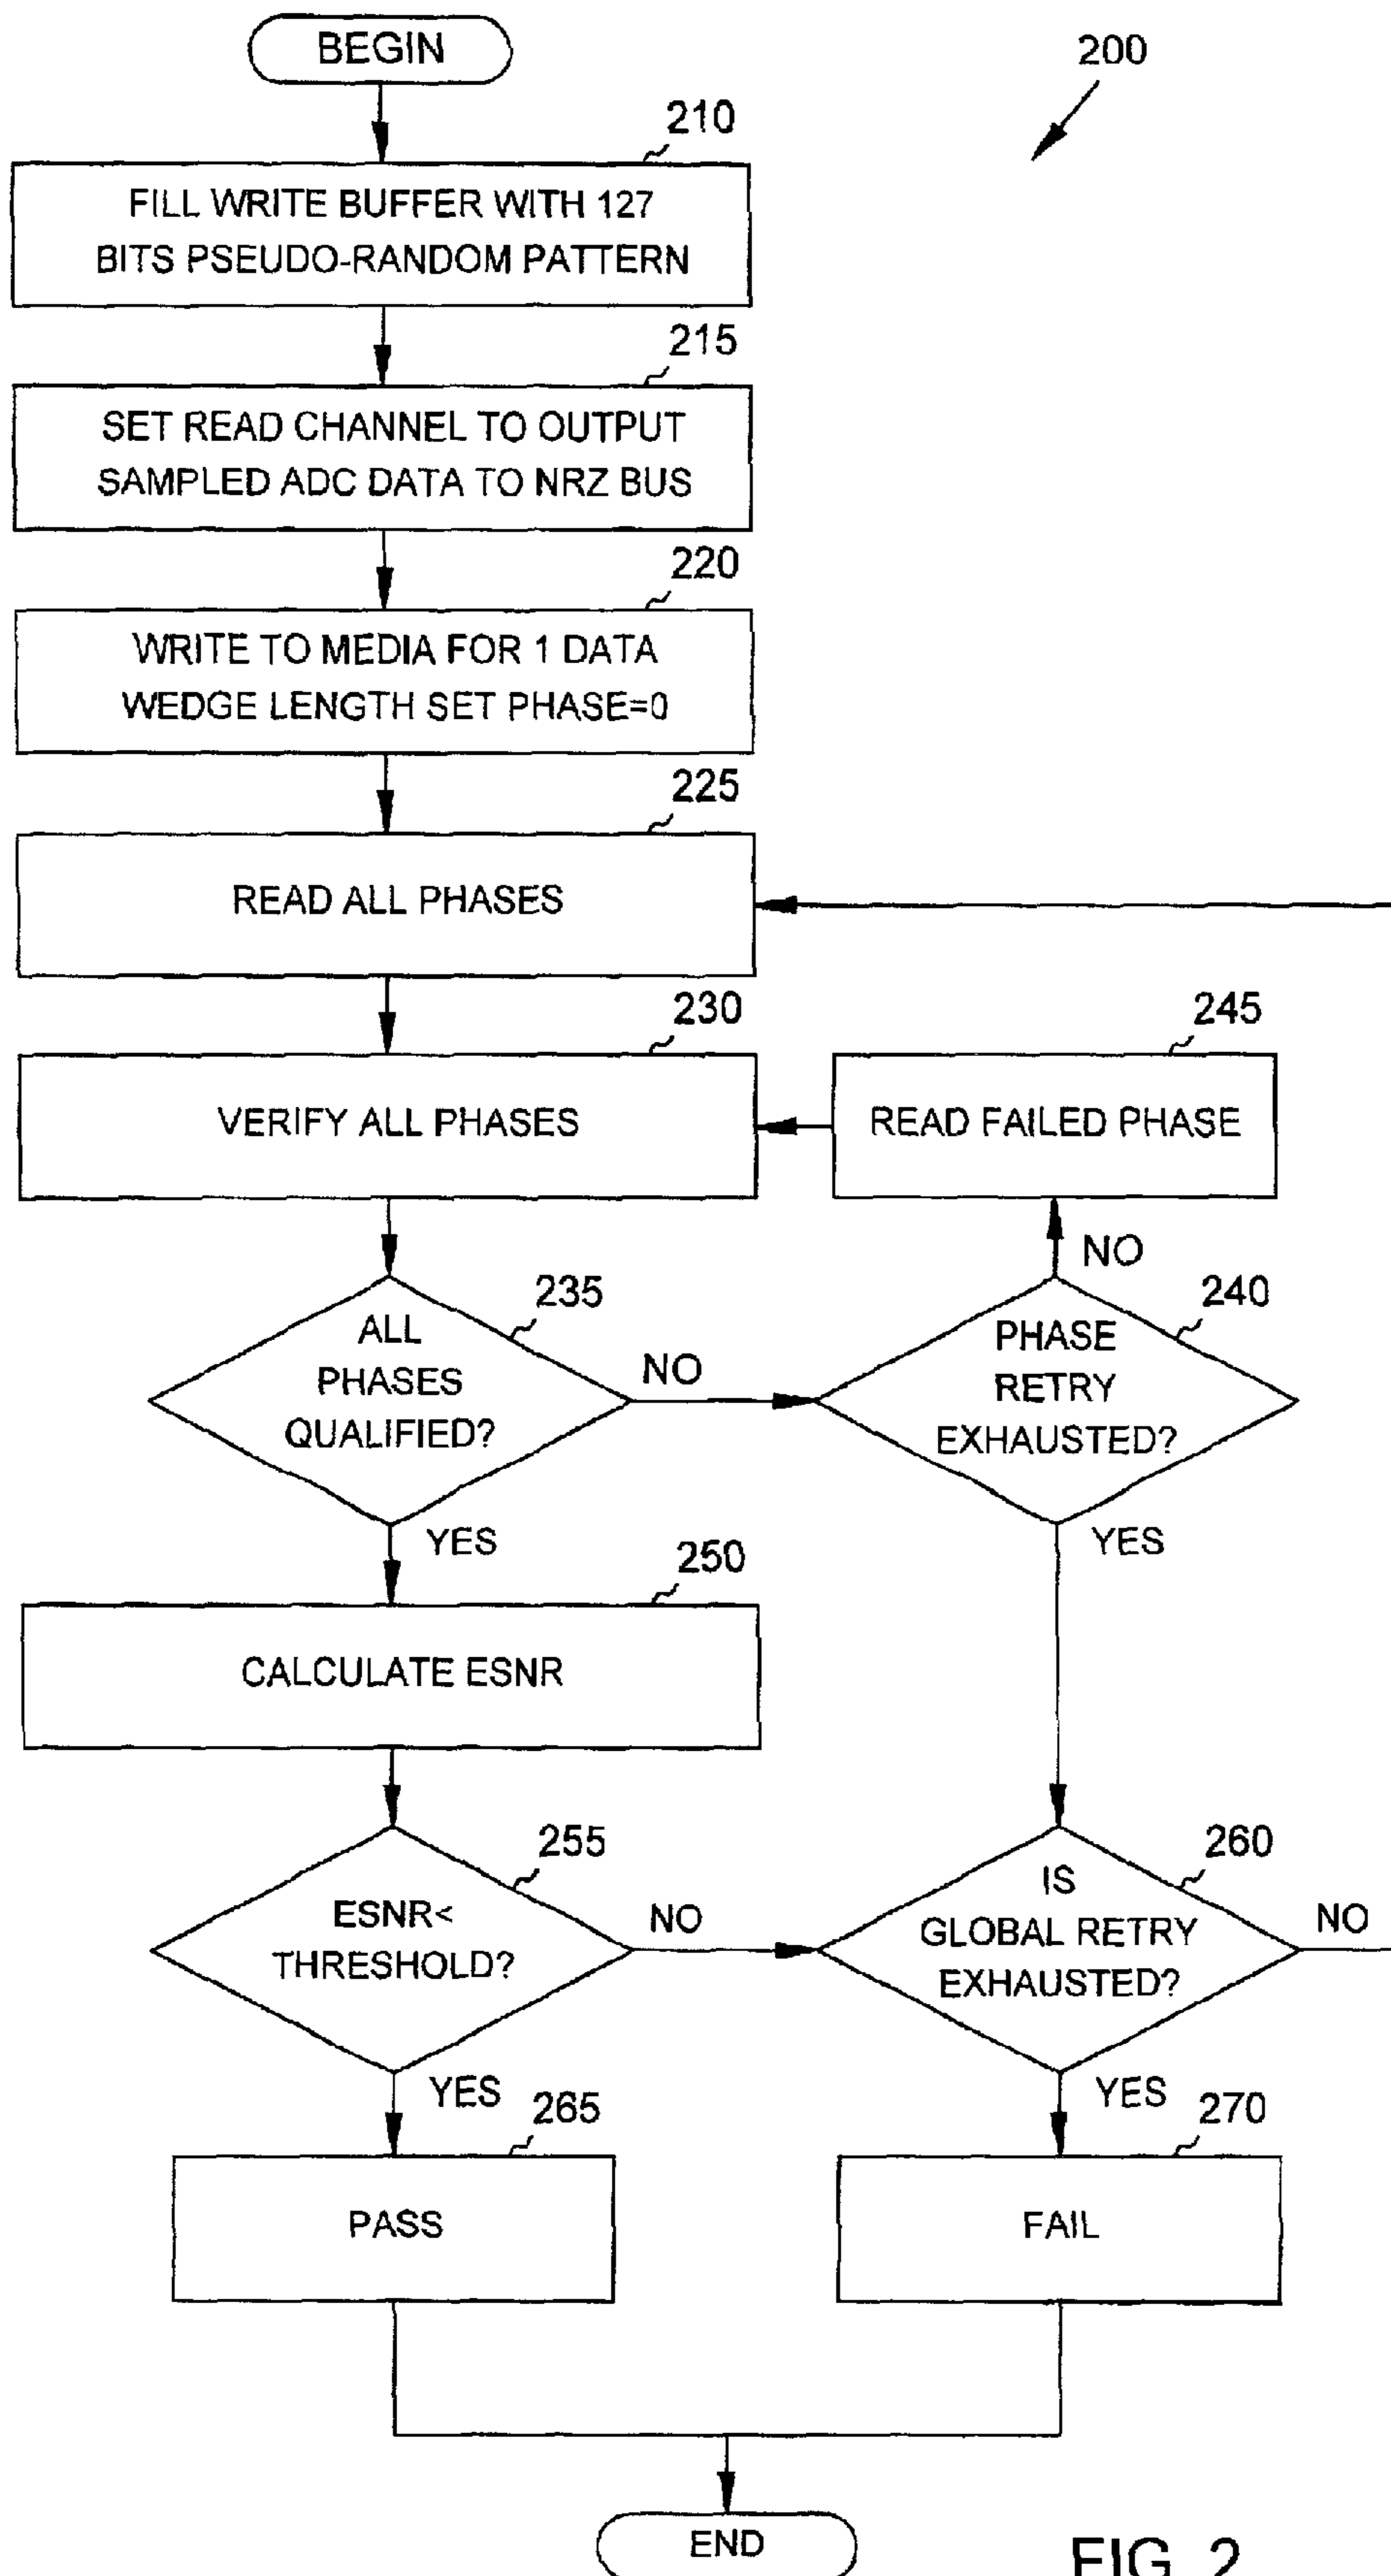 BEGIN
200
210
FILL WRITE BUFFER WITH 127
BITS PSEUDO-RANDOM PATTERN
215
SET READ CHANNEL TO OUTPUT
SAMPLED ADC DATA TO NRZ BUS
220
WRITE TO MEDIA FOR 1 DATA
WEDGE LENGTH SET PHASE=0
225
READ ALL PHASES
230
VERIFY ALL PHASES
245
READ FAILED PHASE
NO
235
ALL
PHASES
QUALIFIED?
NO
240
PHASE
RETRY
EXHAUSTED?
YES
YES
250
CALCULATE ESNR
255
ESNR<
THRESHOLD?
NO
260
IS
GLOBAL RETRY
EXHAUSTED?
NO
YES
YES
265
PASS
270
FAIL
END
FIG. 2